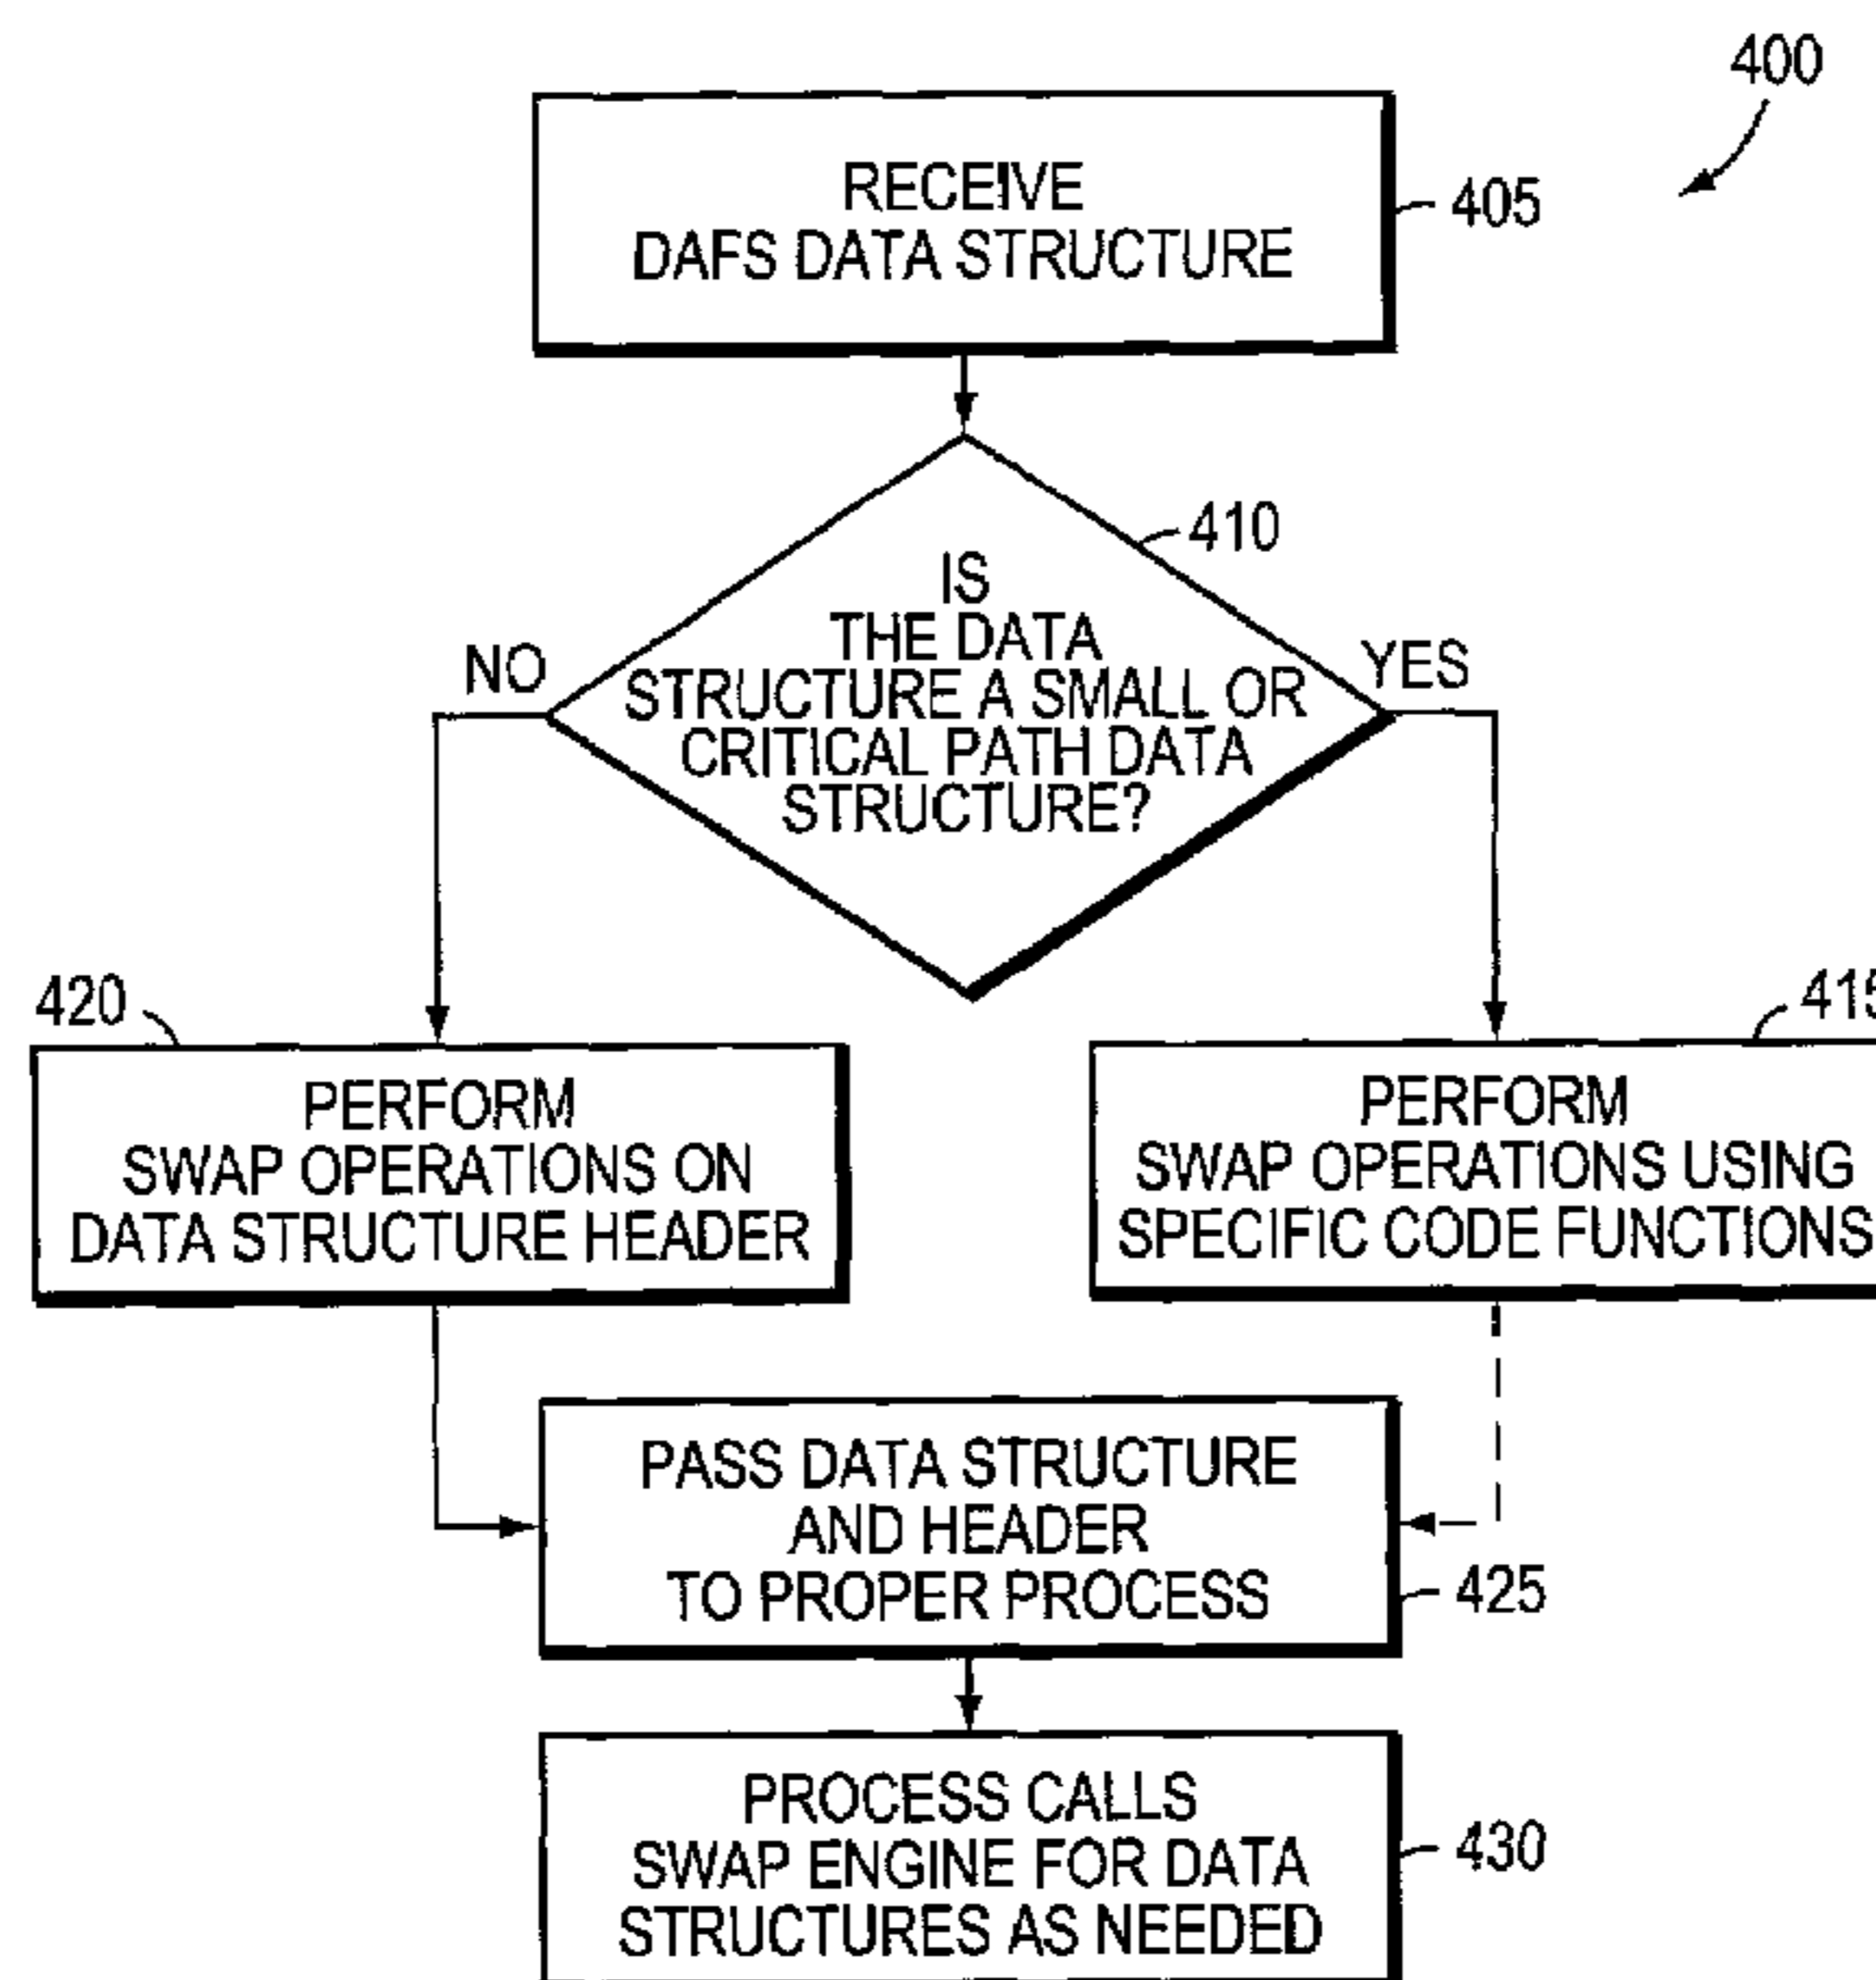 400
RECEIVE
DAFS DATA STRUCTURE
405
410
IS
THE DATA
STRUCTURE A SMALL OR
CRITICAL PATH DATA
STRUCTURE?
NO
YES
420
PERFORM
SWAP OPERATIONS ON
DATA STRUCTURE HEADER
415
PERFORM
SWAP OPERATIONS USING
SPECIFIC CODE FUNCTIONS
PASS DATA STRUCTURE
AND HEADER
TO PROPER PROCESS
425
PROCESS CALLS
SWAP ENGINE FOR DATA
STRUCTURES AS NEEDED
430